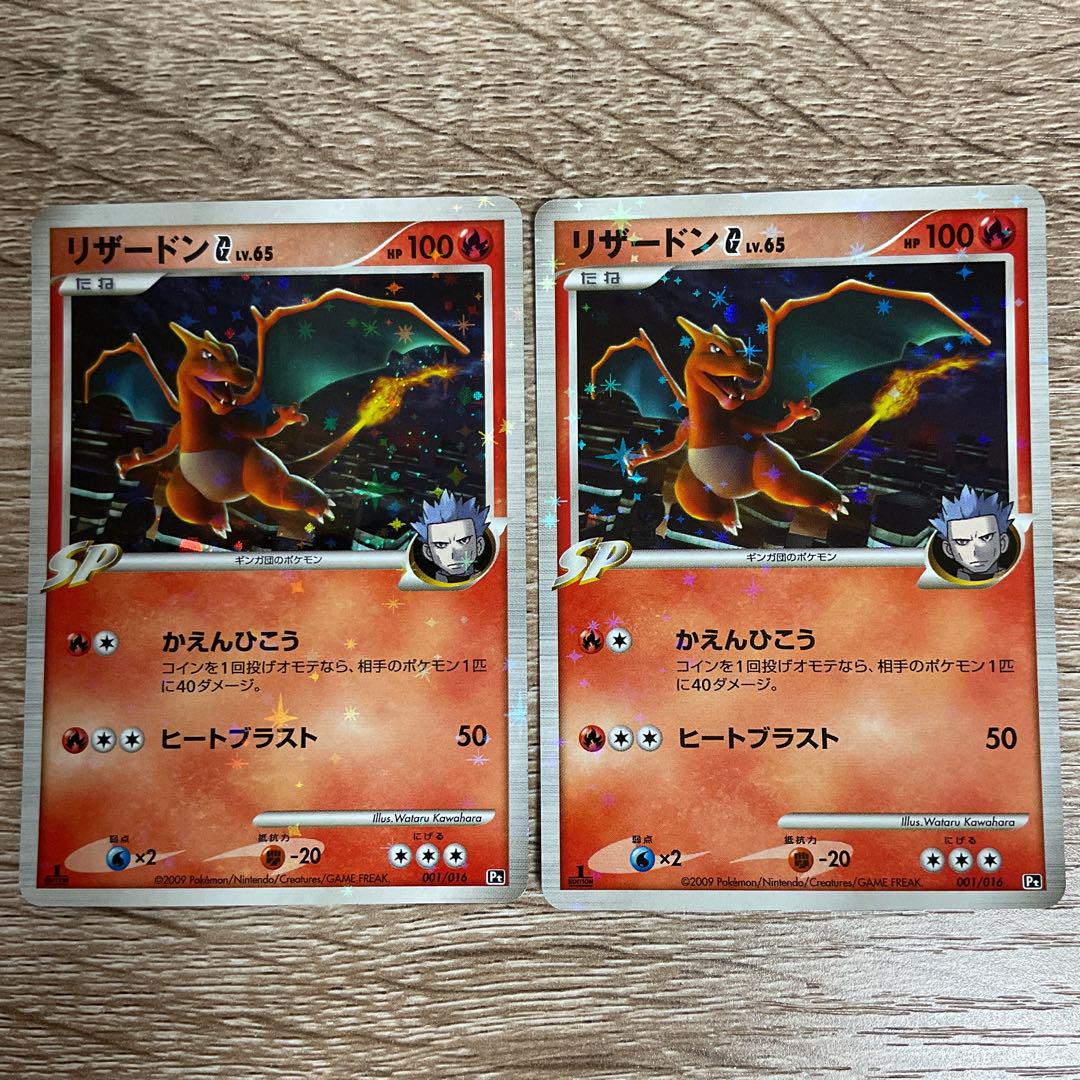 リザードン G LV.65 HP 100
たね
SP
ギンガ団のポケモン
かえんひこう
コインを1回投げオモテなら、相手のポケモン1匹
に40ダメージ。
ヒートブラスト 50
Illus.Wataru Kawahara
弱点 抵抗力 にげる
×2 -20
1 EDITION ©2009 Pokémon/Nintendo/Creatures/GAME FREAK. 001/016 Pt
リザードン G LV.65 HP 100
たね
SP
ギンガ団のポケモン
かえんひこう
コインを1回投げオモテなら、相手のポケモン1匹
に40ダメージ。
ヒートブラスト 50
Illus.Wataru Kawahara
弱点 抵抗力 にげる
×2 -20
1 EDITION ©2009 Pokémon/Nintendo/Creatures/GAME FREAK. 001/016 Pt